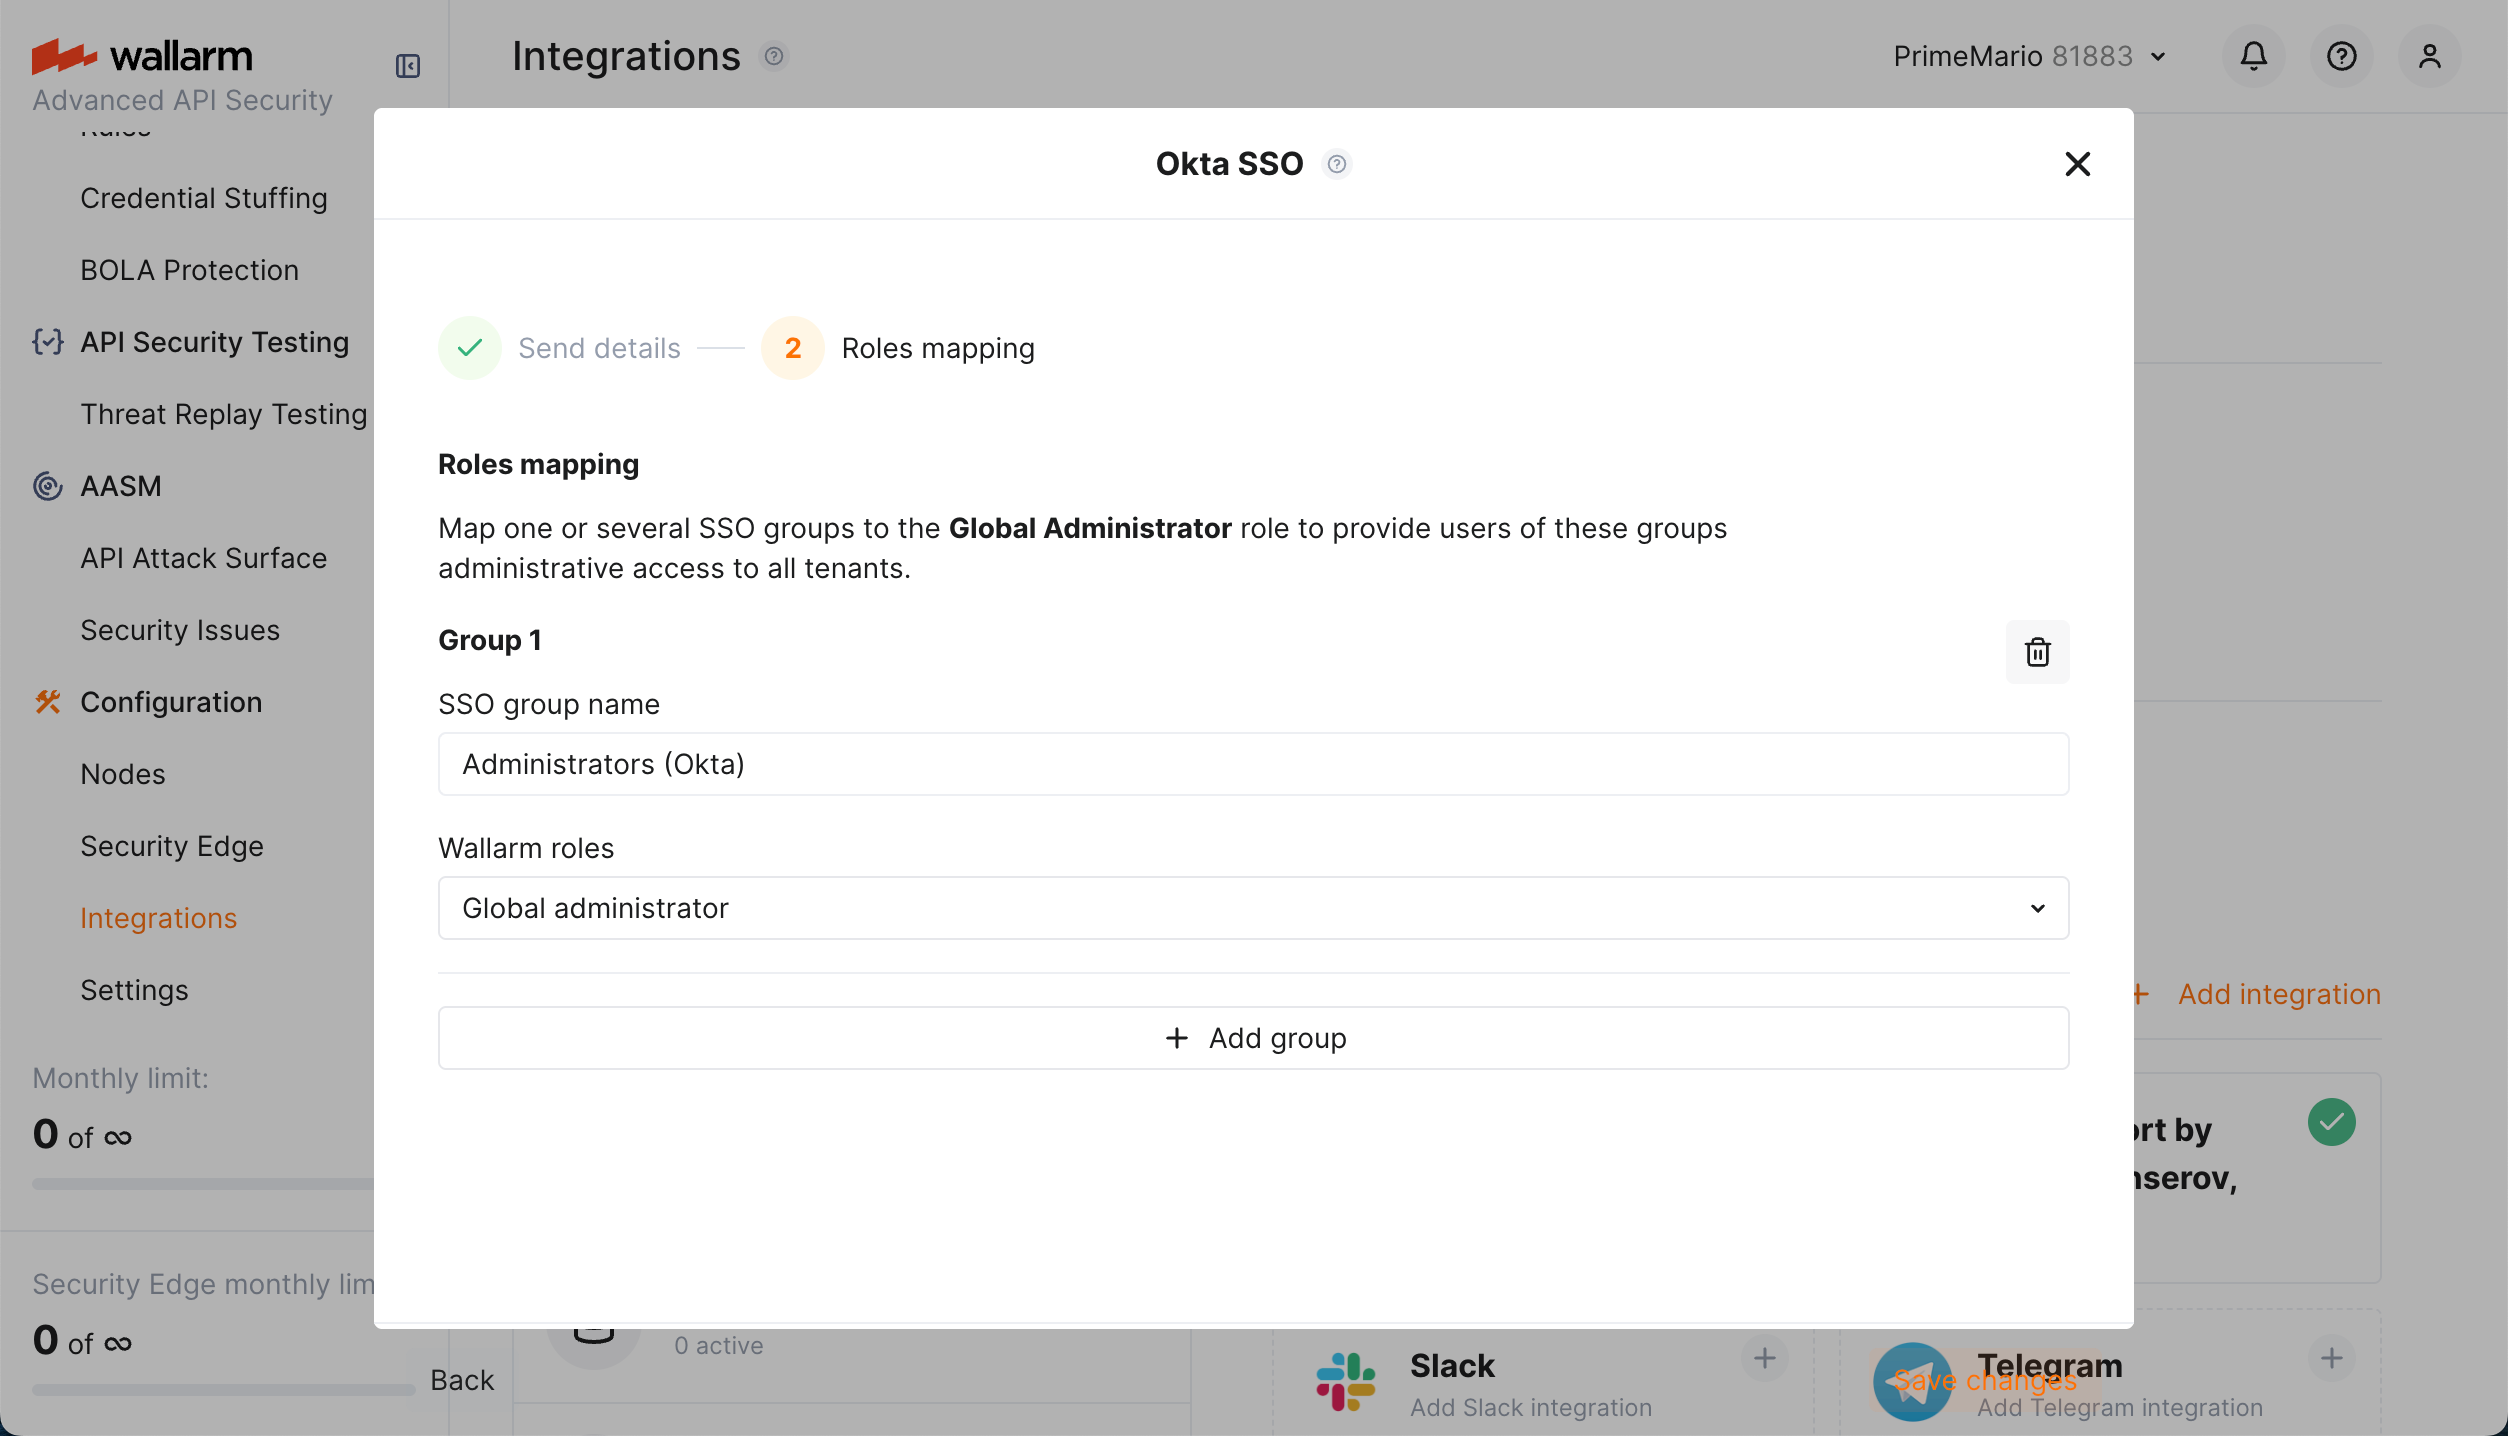 wallarm
Advanced API Security
Rules
Credential Stuffing
BOLA Protection
API Security Testing
Threat Replay Testing
AASM
API Attack Surface
Security Issues
Configuration
Nodes
Security Edge
Integrations
Settings
Monthly limit:
0 of ∞
Security Edge monthly lim
0 of ∞
Integrations
PrimeMario 81883
Okta SSO
Send details
2 Roles mapping
Roles mapping
Map one or several SSO groups to the Global Administrator role to provide users of these groups
administrative access to all tenants.
Group 1
SSO group name
Administrators (Okta)
Wallarm roles
Global administrator
+ Add group
+ Add integration
ort by
nserov,
0 active
Back
Slack
Add Slack integration
Telegram
Save changes
Add Telegram integration